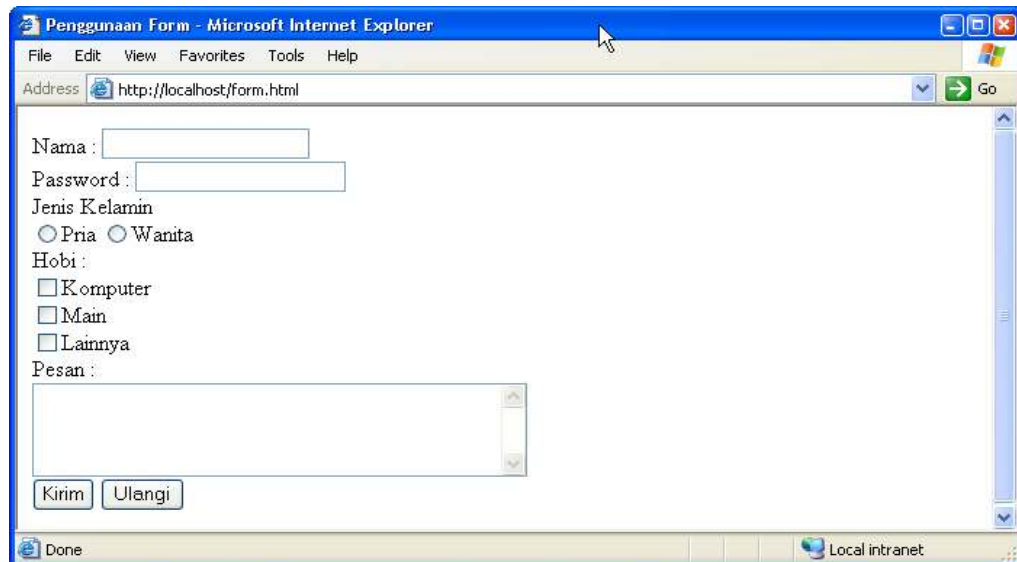 Penggunaan Form - Microsoft Internet Explorer
File Edit View Favorites Tools Help
Address http://localhost/form.html Go
Nama :
Password :
Jenis Kelamin
Pria Wanita
Hobi :
Komputer
Main
Lainnya
Pesan :
Kirim Ulangi
Done Local intranet